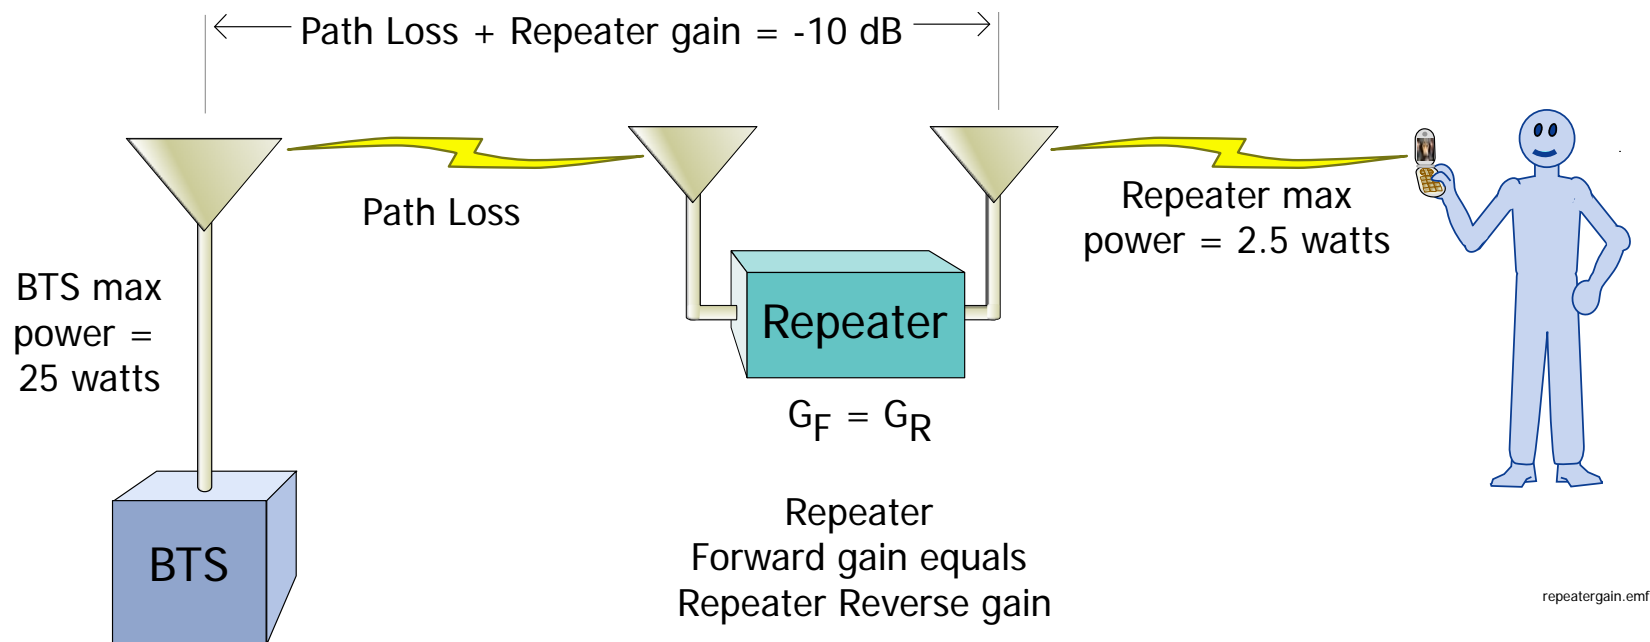 Path Loss + Repeater gain = -10 dB
Path Loss
Repeater max
power = 2.5 watts
BTS max
power =
25 watts
Repeater
GF = GR
BTS
Repeater
Forward gain equals
Repeater Reverse gain
repeatergain.emf